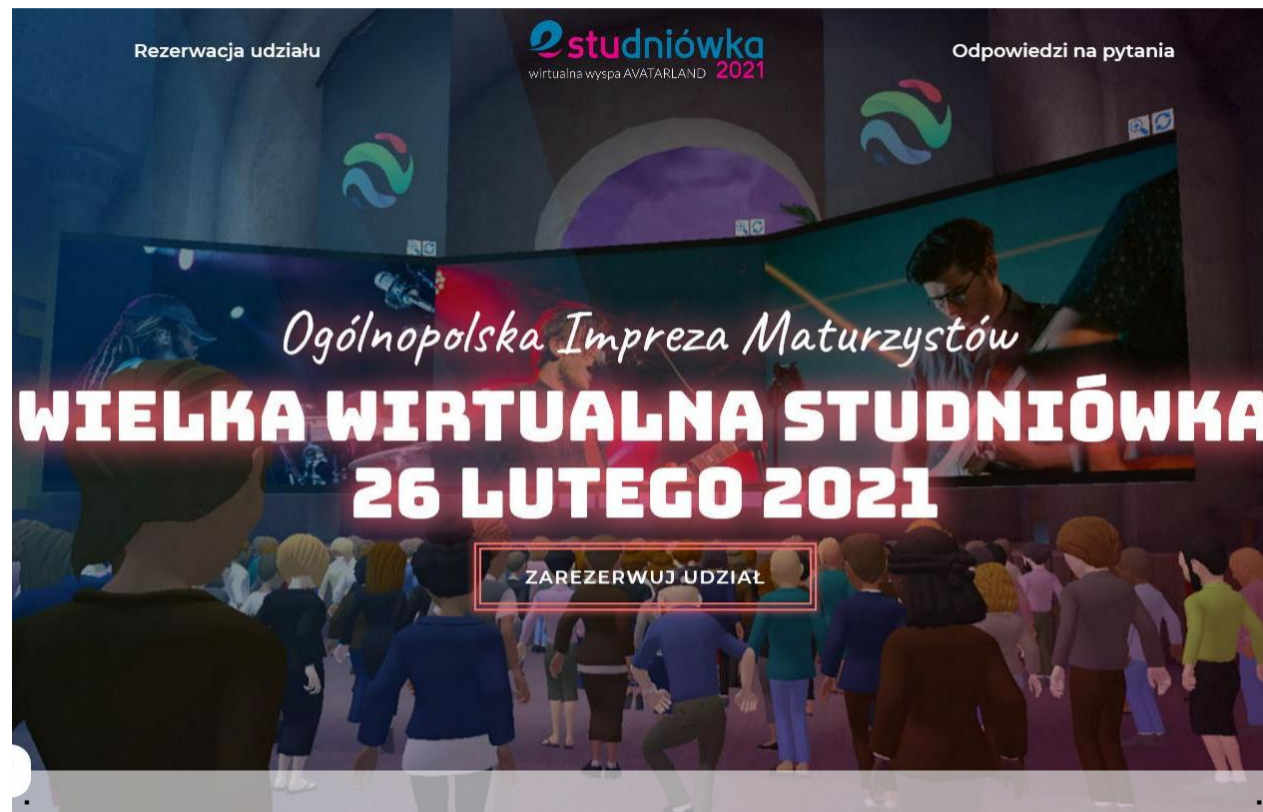 Rezerwacja udziału
estudniówka
wirtualna wyspa AVATARLAND 2021
Odpowiedzi na pytania
Ogólnopolska Impreza Maturzystów
WIELKA WIRTUALNA STUDNIÓWKA
26 LUTEGO 2021
ZAREZERWUJ UDZIAŁ